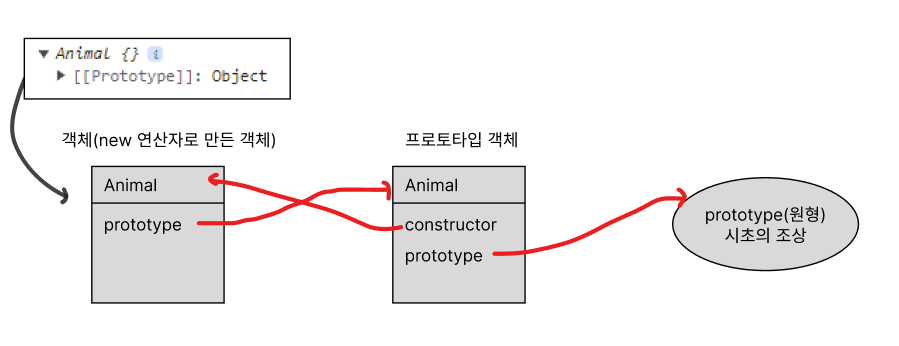 ▼ Animal {} i
▶ [[Prototype]]: Object
객체(new 연산자로 만든 객체)
프로토타입 객체
Animal
prototype
Animal
constructor
prototype
prototype(원형)
시초의 조상